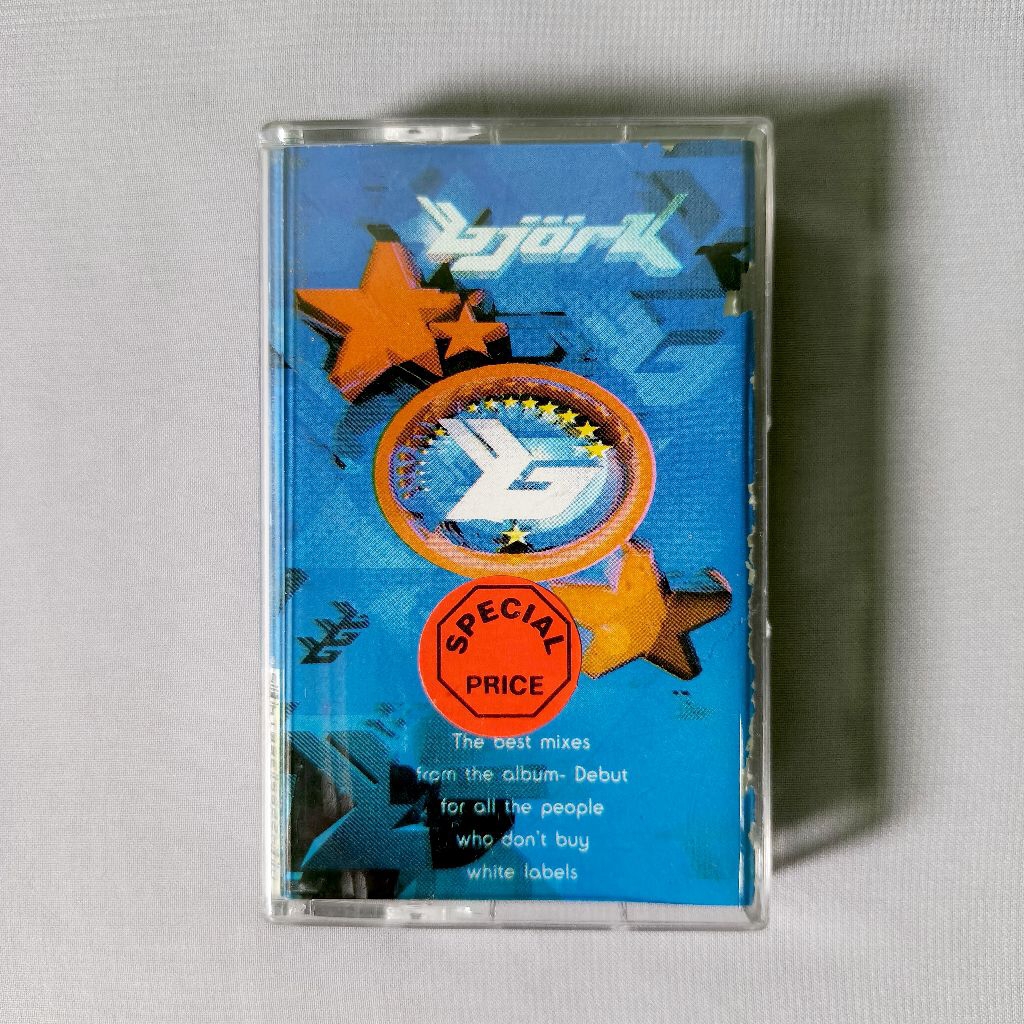 björk
SPECIAL
PRICE
The best mixes
from the album- Debut
for all the people
who don't buy
white labels